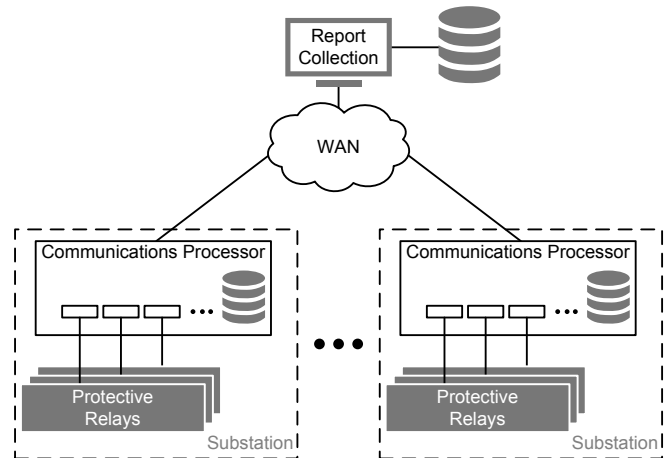 Report
Collection
WAN
Communications Processor
Communications Processor
Protective
Relays
Protective
Relays
Substation
Substation